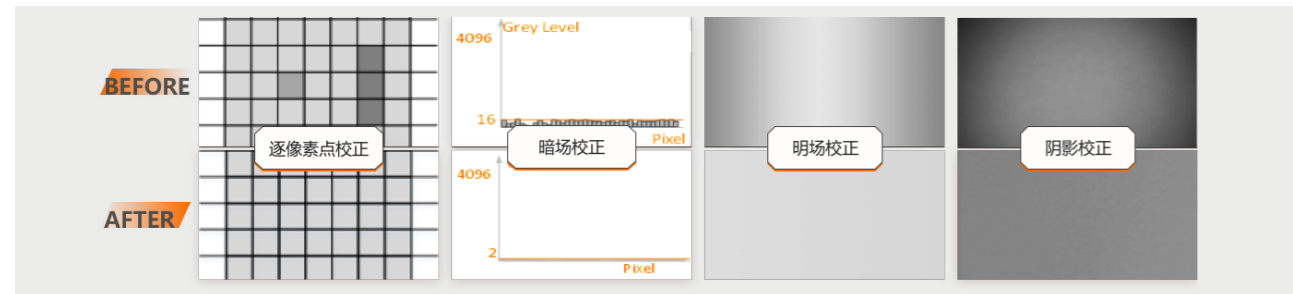 BEFORE
逐像素点校正
4096 Grey Level
16
Pixel
暗场校正
明场校正
阴影校正
AFTER
4096
2
Pixel